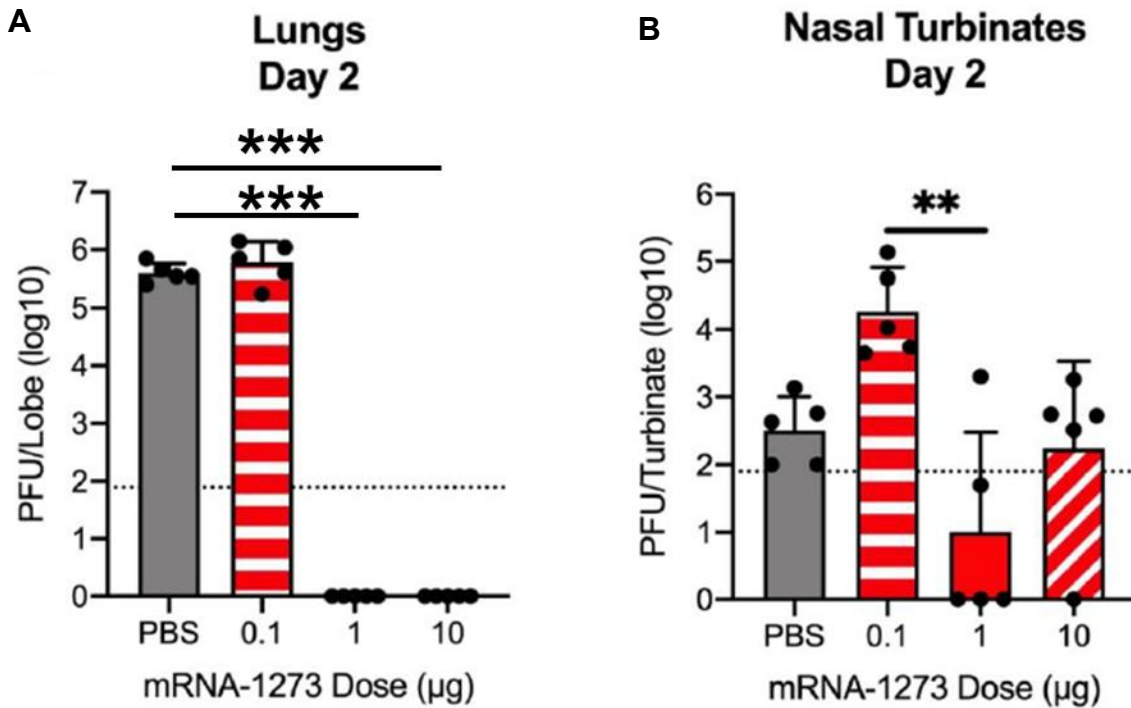 A
Lungs
Day 2
***
***
7
6
5
4
3
2
1
0
PFU/Lobe (log10)
PBS 0.1 1 10
mRNA-1273 Dose (μg)
B
Nasal Turbinates
Day 2
**
6
5
4
3
2
1
0
PFU/Turbinate (log10)
PBS 0.1 1 10
mRNA-1273 Dose (μg)